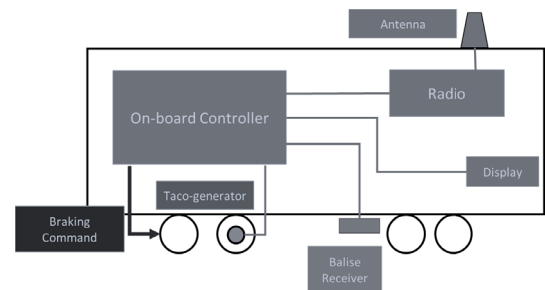 Antenna
Radio
On-board Controller
Display
Taco-generator
Braking
Command
Balise
Receiver